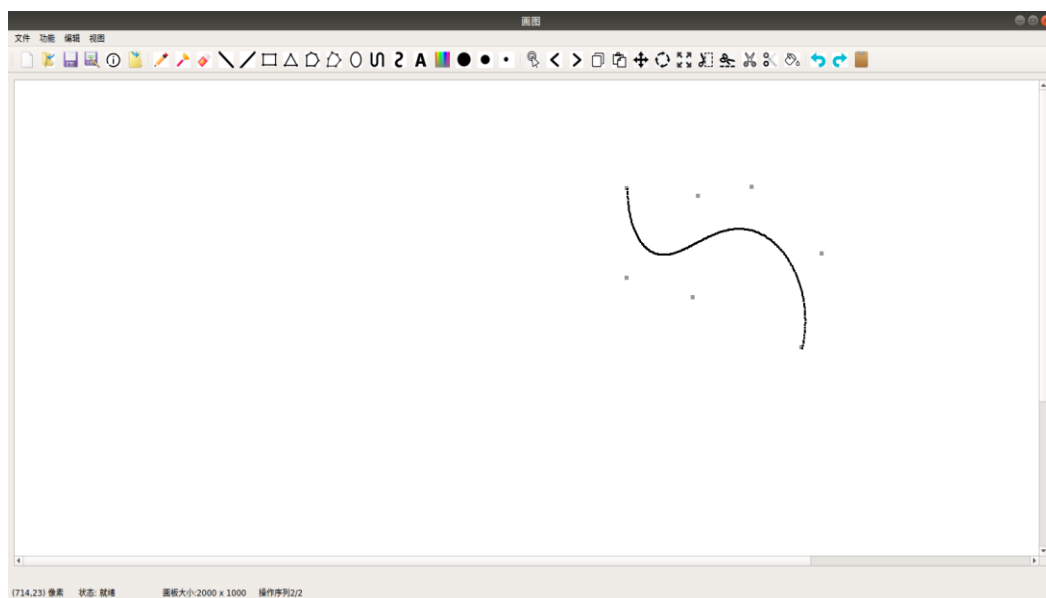 画图
文件 功能 编辑 视图
A
(714,23) 像素 状态: 就绪 画板大小:2000 x 1000 操作序列2/2